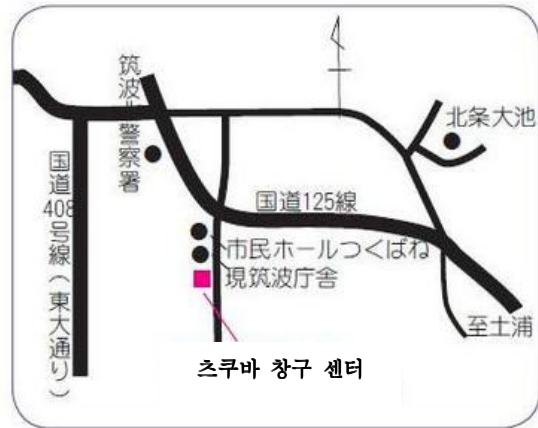 筑波北警察署
北条大池
国道408号線(東大通り)
国道125線
市民ホールつくばね
現筑波庁舎
至土浦
츠쿠바 창구 센터